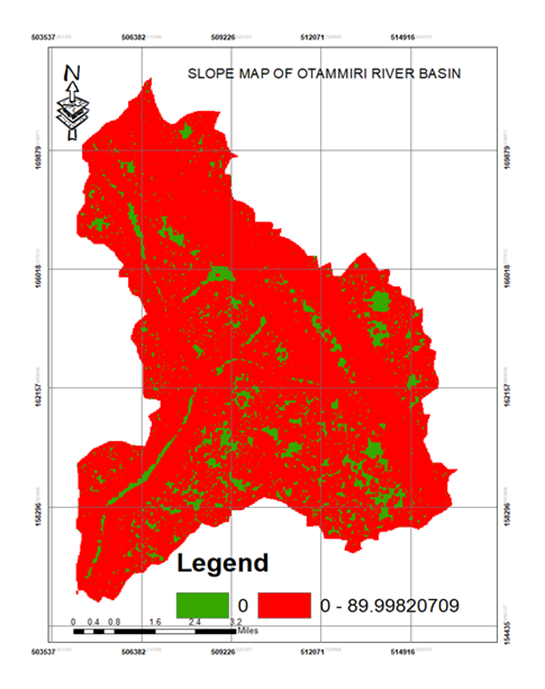 503537 506382 509226 512071 514916
N
SLOPE MAP OF OTAMMIRI RIVER BASIN
169879 169879
166018 166018
162157 162157
158296 158296
154435
Legend
0 0 - 89.99820709
0 0.4 0.8 1.6 2.4 3.2
Miles
503537 506382 509226 512071 514916